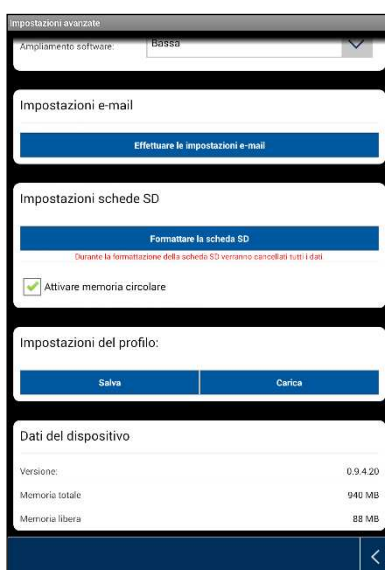 Impostazioni avanzate
Ampliamento software: Bassa
Impostazioni e-mail
Effettuare le impostazioni e-mail
Impostazioni schede SD
Formattare la scheda SD
Durante la formattazione della scheda SD verranno cancellati tutti i dati
Attivare memoria circolare
Impostazioni del profilo:
Salva Carica
Dati del dispositivo
Versione: 0.9.4.20
Memoria totale 940 MB
Memoria libera 88 MB